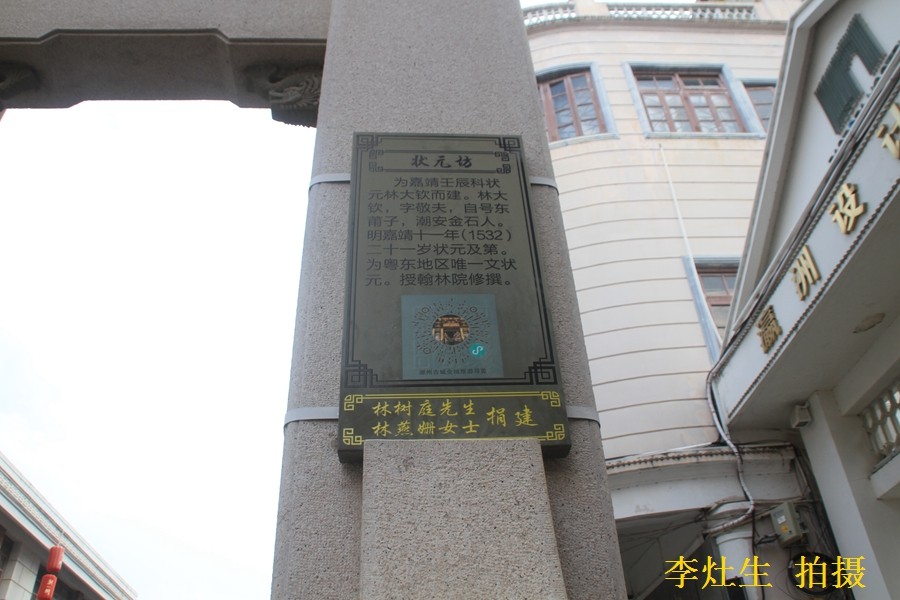 状元坊
为嘉靖壬辰科状
元林大钦而建。林大
钦，字敬夫，自号东
莆子，潮安金石人。
明嘉靖十一年(1532)
二十一岁状元及第。
为粤东地区唯一文状
元。授翰林院修撰。
林树庭先生
林燕姗女士
捐建
瀛洲设计
李灶生 拍摄